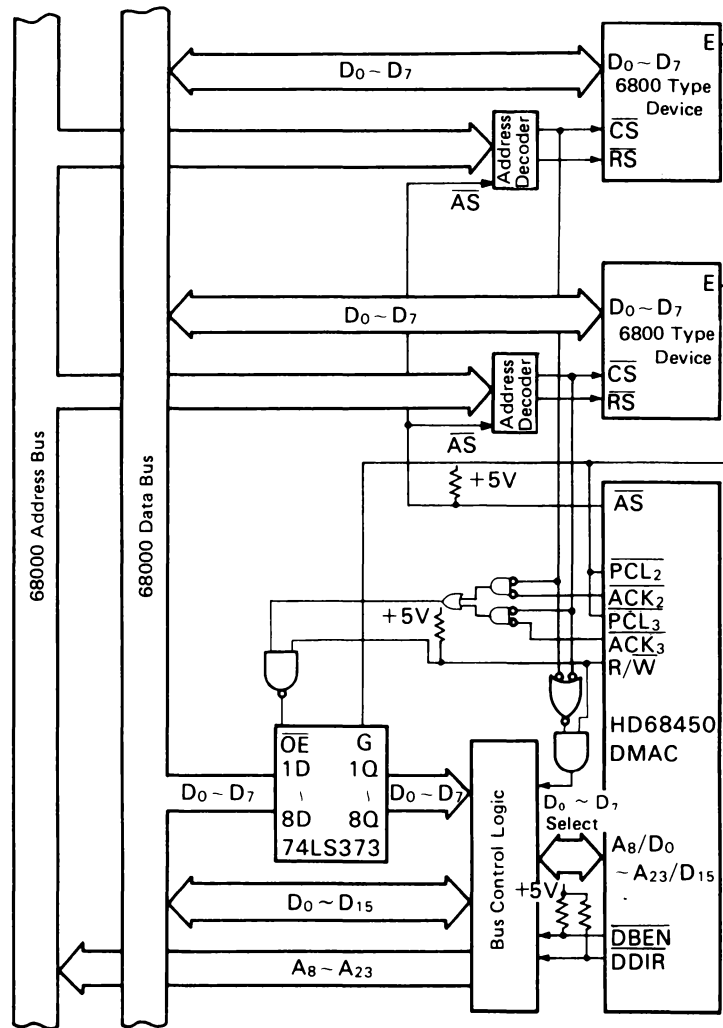 68000 Address Bus
68000 Data Bus
D0 ~ D7
Address Decoder
AS
E
D0 ~ D7
6800 Type
Device
CS
RS
D0 ~ D7
Address Decoder
AS
E
D0 ~ D7
6800 Type
Device
CS
RS
+5V
AS
PCL2
ACK2
PCL3
ACK3
R/W
+5V
HD68450
DMAC
OE G
1D 1Q
~ ~
8D 8Q
74LS373
D0 ~ D7
D0 ~ D7
Bus Control Logic
D0 ~ D7
Select
A8/D0
~ A23/D15
+5V
DBEN
DDIR
D0 ~ D15
A8 ~ A23